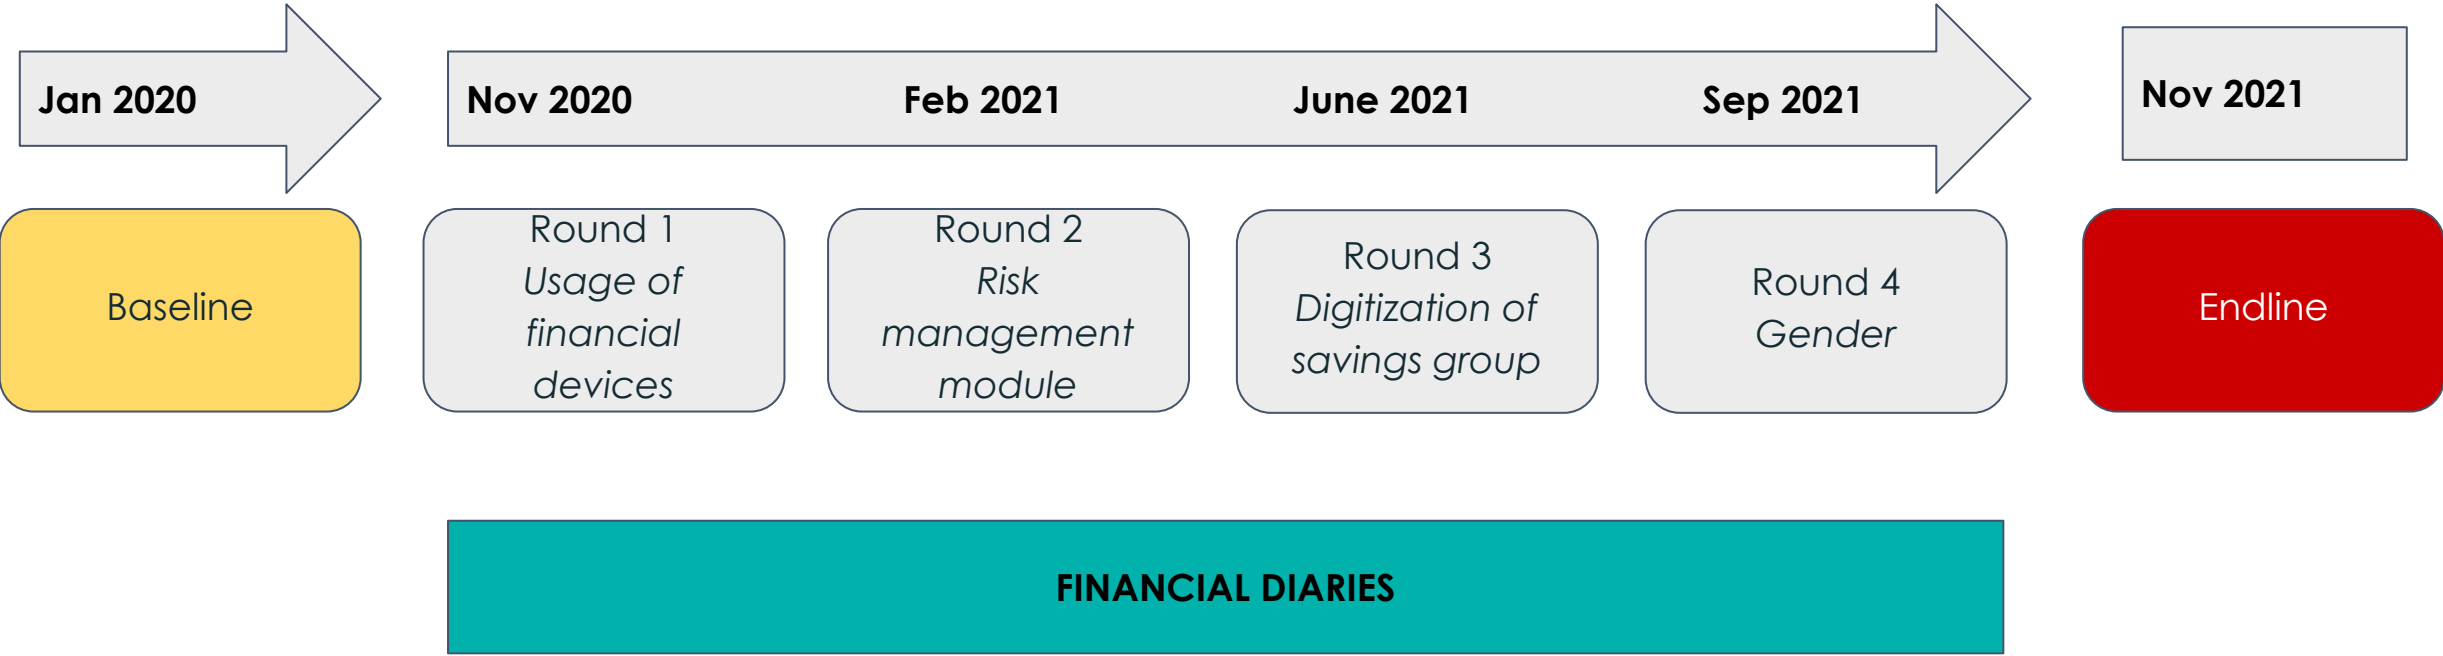 Jan 2020
Nov 2020
Feb 2021
June 2021
Sep 2021
Nov 2021
Baseline
Round 1
Usage of
financial
devices
Round 2
Risk
management
module
Round 3
Digitization of
savings group
Round 4
Gender
Endline
FINANCIAL DIARIES